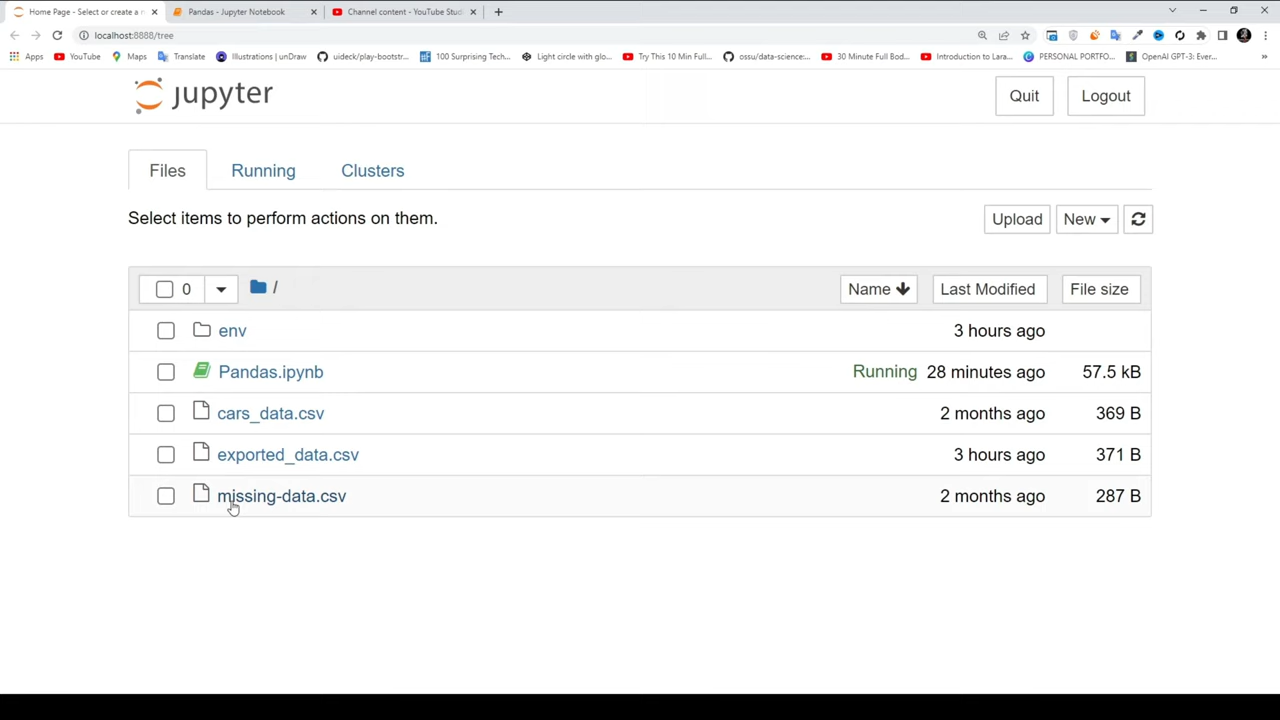 Home Page - Select or create a n
Pandas - Jupyter Notebook
Channel content - YouTube Stud
localhost:8888/tree
Apps
YouTube
Maps
Translate
Illustrations | unDraw
uideck/play-bootstr...
100 Surprising Tech...
Light circle with glo...
Try This 10 Min Full...
ossu/data-science:...
30 Minute Full Bod...
Introduction to Lara...
PERSONAL PORTFO...
OpenAI GPT-3: Ever...
»
jupyter
Quit
Logout
Files
Running
Clusters
Select items to perform actions on them.
Upload
New
0
/
Name
Last Modified
File size
env
3 hours ago
Pandas.ipynb
Running
28 minutes ago
57.5 kB
cars_data.csv
2 months ago
369 B
exported_data.csv
3 hours ago
371 B
missing-data.csv
2 months ago
287 B